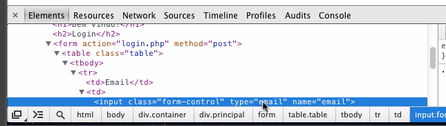 Elements Resources Network Sources Timeline Profiles Audits Console
<h2>Login</h2>
<form action="login.php" method="post">
<table class="table">
<tbody>
<tr>
<td>Email</td>
<td>
<input class="form-control" type="email" name="email">
html body div.container div.principal form table.table tbody tr td input.fo